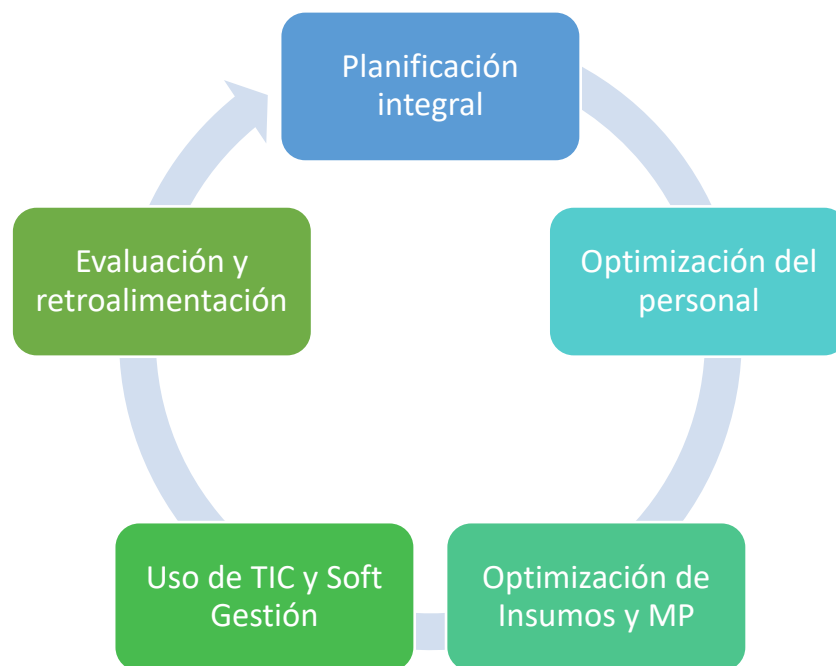 Planificación
integral
Optimización del
personal
Optimización de
Insumos y MP
Uso de TIC y Soft
Gestión
Evaluación y
retroalimentación